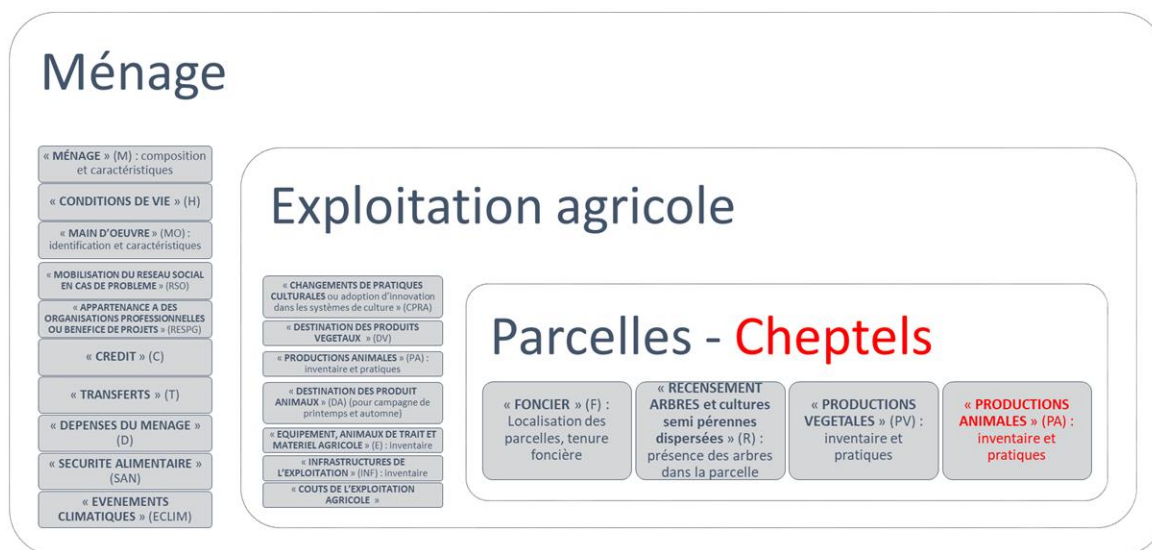 Ménage
« MÉNAGE » (M) : composition
et caractéristiques
« CONDITIONS DE VIE » (H)
« MAIN D'OEUVRE » (MO) :
identification et caractéristiques
« MOBILISATION DU RESEAU SOCIAL
EN CAS DE PROBLEME » (RSO)
« APPARTENANCE A DES
ORGANISATIONS PROFESSIONNELLES
OU BENEFICE DE PROJETS » (RESPG)
« CREDIT » (C)
« TRANSFERTS » (T)
« DEPENSES DU MENAGE »
(D)
« SECURITE ALIMENTAIRE »
(SAN)
« EVENEMENTS
CLIMATIQUES » (ECLIM)
Exploitation agricole
« CHANGEMENTS DE PRATIQUES
CULTURALES ou adoption d'innovation
dans les systèmes de culture » (CPRA)
« DESTINATION DES PRODUITS
VEGETAUX » (DV)
« PRODUCTIONS ANIMALES » (PA) :
inventaire et pratiques
« DESTINATION DES PRODUIT
ANIMAUX » (DA) (pour campagne de
printemps et automne)
« EQUIPEMENT, ANIMAUX DE TRAIT ET
MATERIEL AGRICOLE » (E) : inventaire
« INFRASTRUCTURES DE
L'EXPLOITATION » (INF) : inventaire
« COUTS DE L'EXPLOITATION
AGRICOLE »
Parcelles - Cheptels
« FONCIER » (F) :
Localisation des
parcelles, tenure
foncière
« RECENSEMENT
ARBRES et cultures
semi pérennes
dispersées » (R) :
présence des arbres
dans la parcelle
« PRODUCTIONS
VEGETALES » (PV) :
inventaire et
pratiques
« PRODUCTIONS
ANIMALES » (PA) :
inventaire et
pratiques